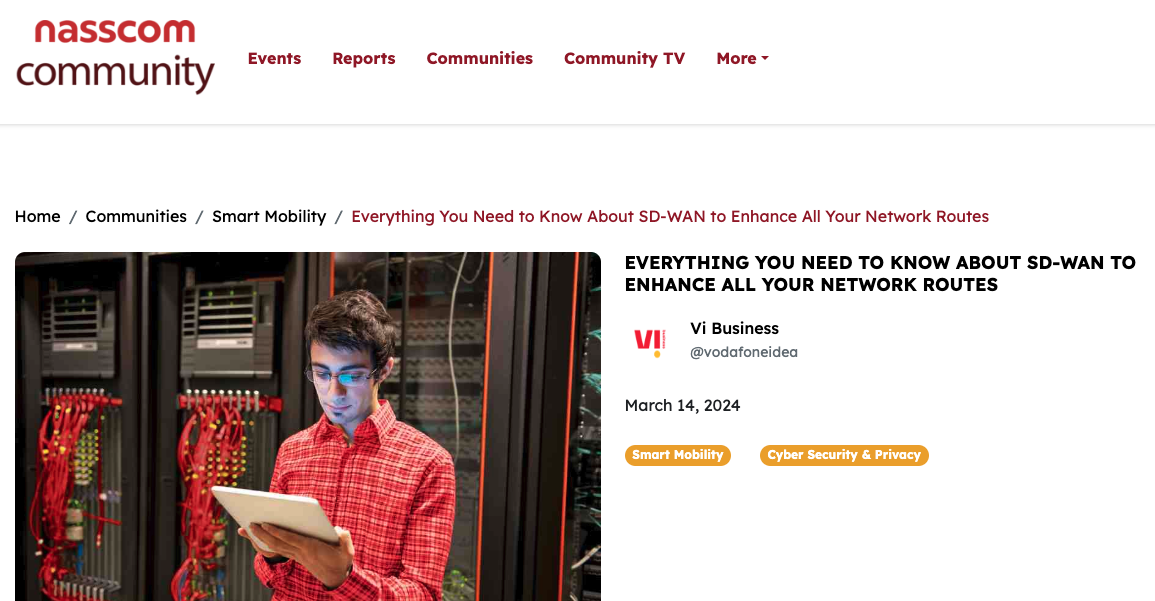 nasscom
community
Events Reports Communities Community TV More
Home / Communities / Smart Mobility / Everything You Need to Know About SD-WAN to Enhance All Your Network Routes
EVERYTHING YOU NEED TO KNOW ABOUT SD-WAN TO
ENHANCE ALL YOUR NETWORK ROUTES
VI
Vi Business
@vodafoneidea
March 14, 2024
Smart Mobility Cyber Security & Privacy